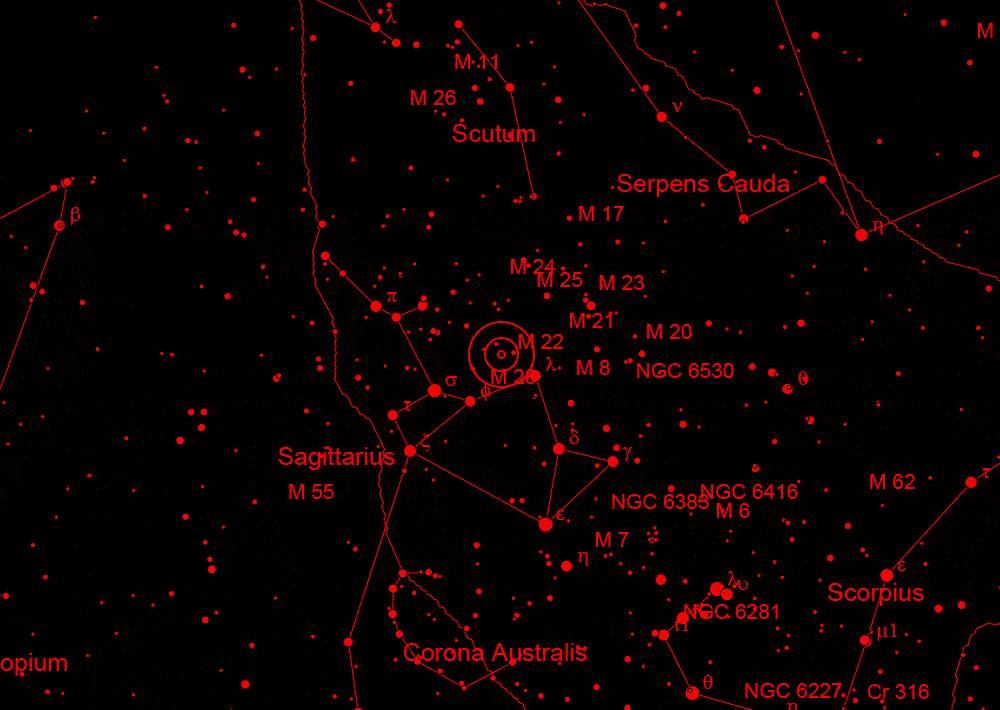 λ
M
M 11
M 26
ν
Scutum
Serpens Cauda
β
M 17
η
M 24
M 25
M 23
π
M 21
M 20
M 22
λ
M 8
NGC 6530
M 28
θ
σ
φ
τ
ζ
δ
γ
Sagittarius
τ
M 62
M 55
NGC 6416
NGC 6383
M 6
ε
M 7
η
ε
λ
υ
Scorpius
NGC 6281
ι1
μ1
Corona Australis
opium
θ
NGC 6227
Cr 316
η